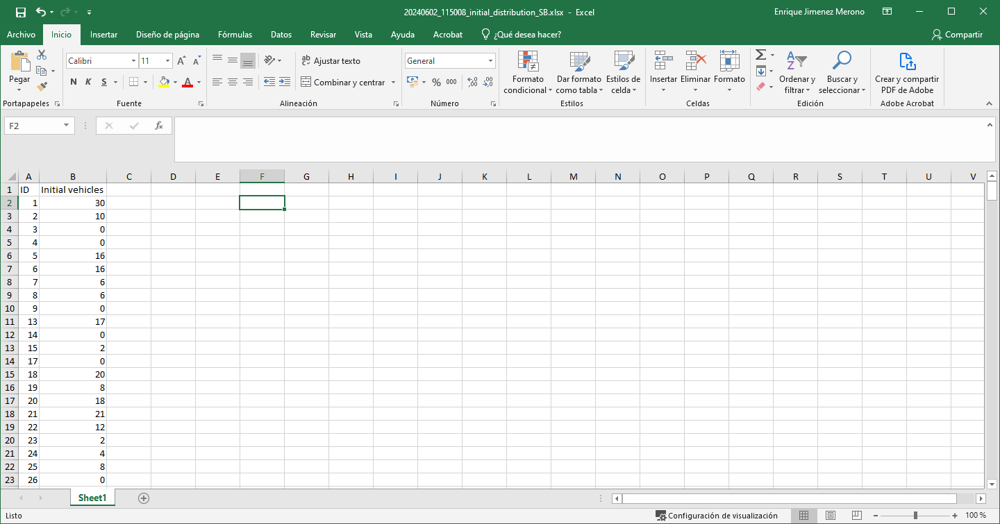 20240602_115008_initial_distribution_SB.xlsx - Excel
Enrique Jimenez Merono
Archivo Inicio Insertar Diseño de página Fórmulas Datos Revisar Vista Ayuda Acrobat ¿Qué desea hacer? Compartir
Pegar
Portapapeles
Calibri 11
N K S
Fuente
ab Ajustar texto
Combinar y centrar
Alineación
General
% 000
Número
Formato condicional
Dar formato como tabla
Estilos de celda
Estilos
Insertar Eliminar Formato
Celdas
Ordenar y filtrar
Buscar y seleccionar
Edición
Crear y compartir PDF de Adobe
Adobe Acrobat
F2 fx
A B C D E F G H I J K L M N O P Q R S T U V
1 ID Initial vehicles
2 1 30
3 2 10
4 3 0
5 4 0
6 5 16
7 6 16
8 7 6
9 8 6
10 9 0
11 13 17
12 14 0
13 15 2
14 17 0
15 18 20
16 19 8
17 20 18
18 21 21
19 22 12
20 23 2
21 24 4
22 25 8
23 26 0
Sheet1
Listo
Configuración de visualización
100 %